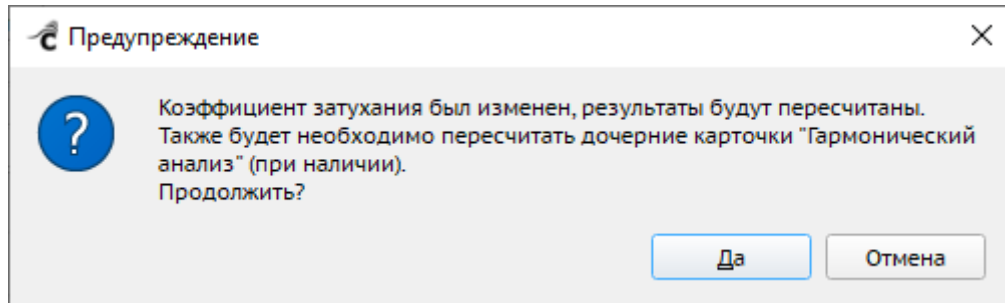 Предупреждение
Коэффициент затухания был изменен, результаты будут пересчитаны.
Также будет необходимо пересчитать дочерние карточки "Гармонический
анализ" (при наличии).
Продолжить?
Да
Отмена